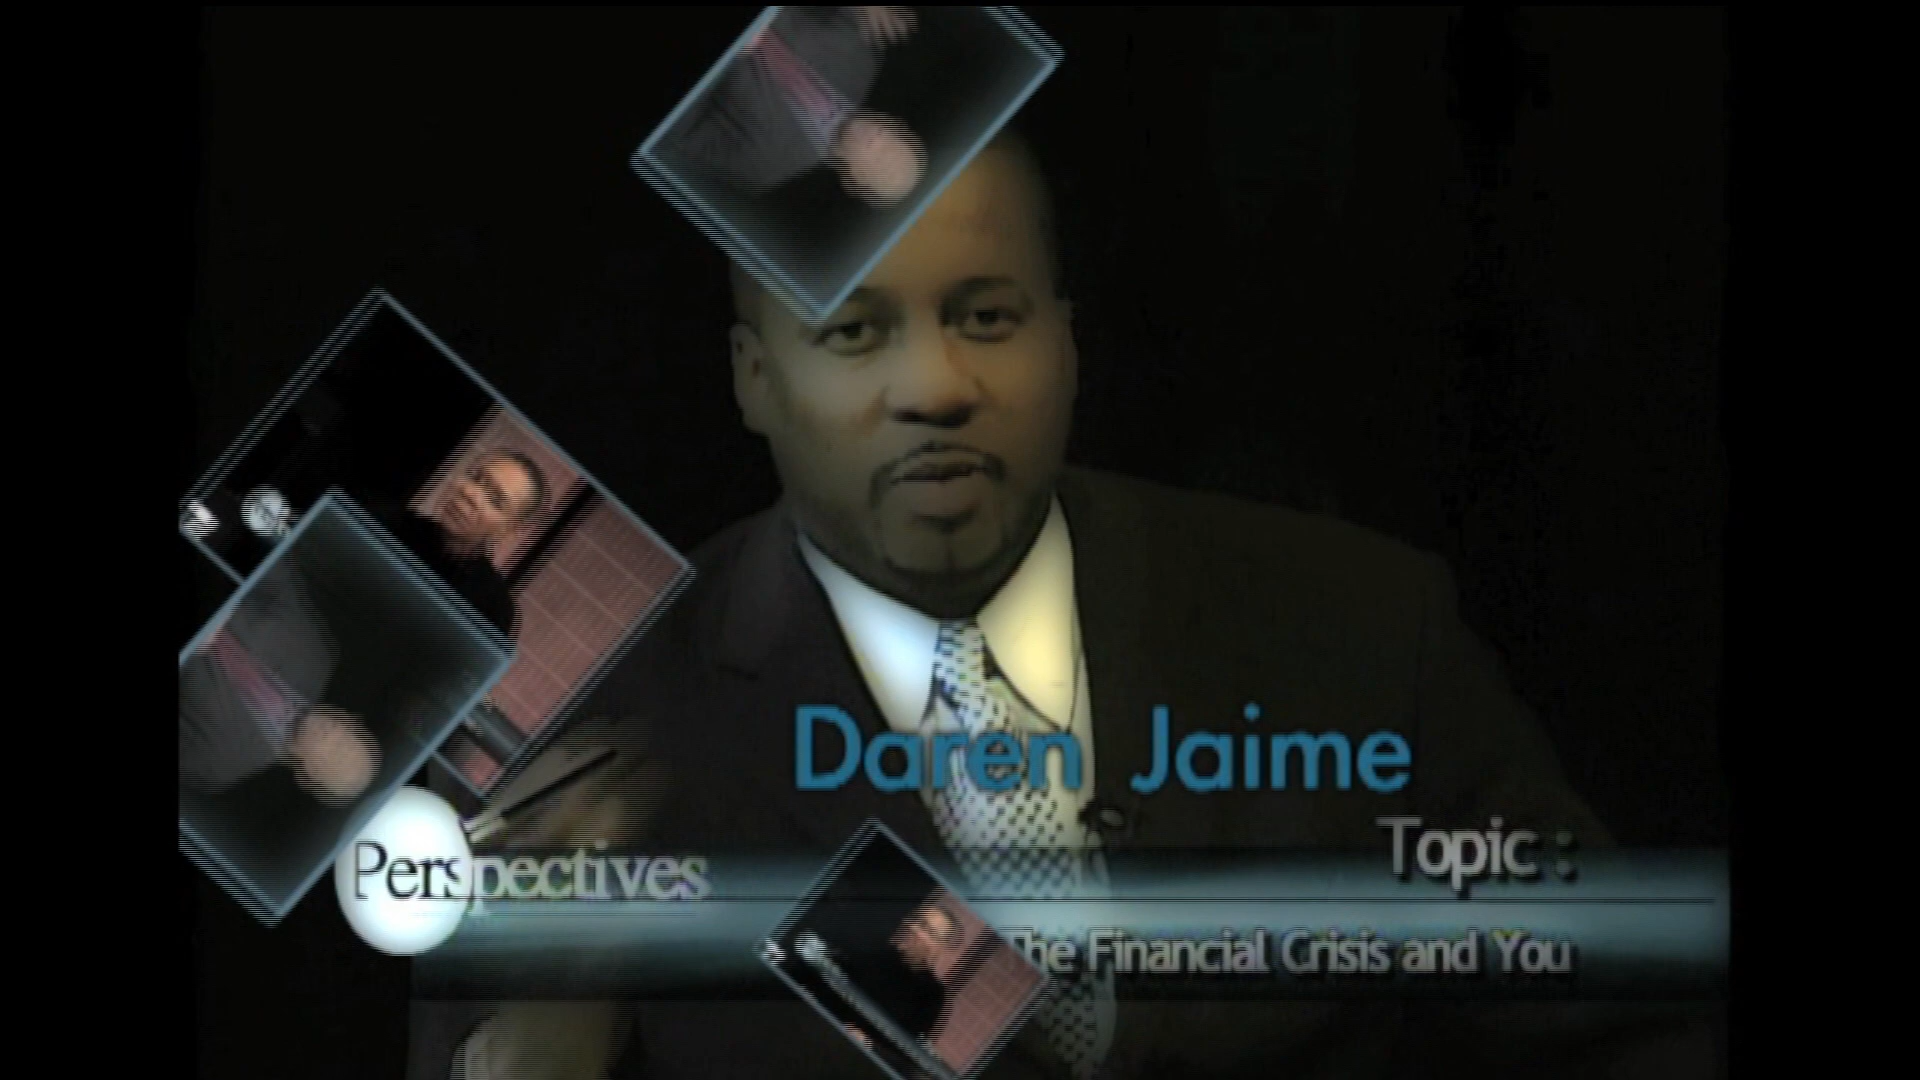 Daren Jaime
Topic :
Perspectives
The Financial Crisis and You